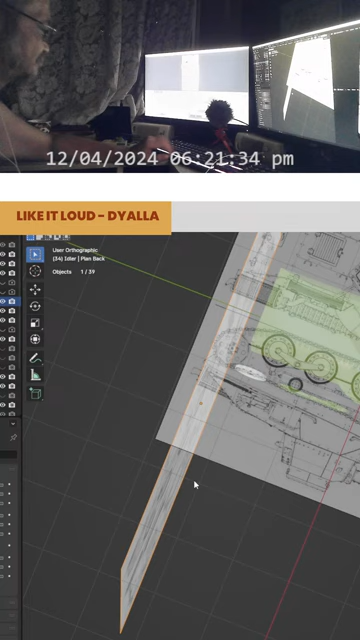 12/04/2024 06:21:34 pm
LIKE IT LOUD - DYALLA
User Orthographic
(34) Idler | Plan Back
Objects 1 / 39